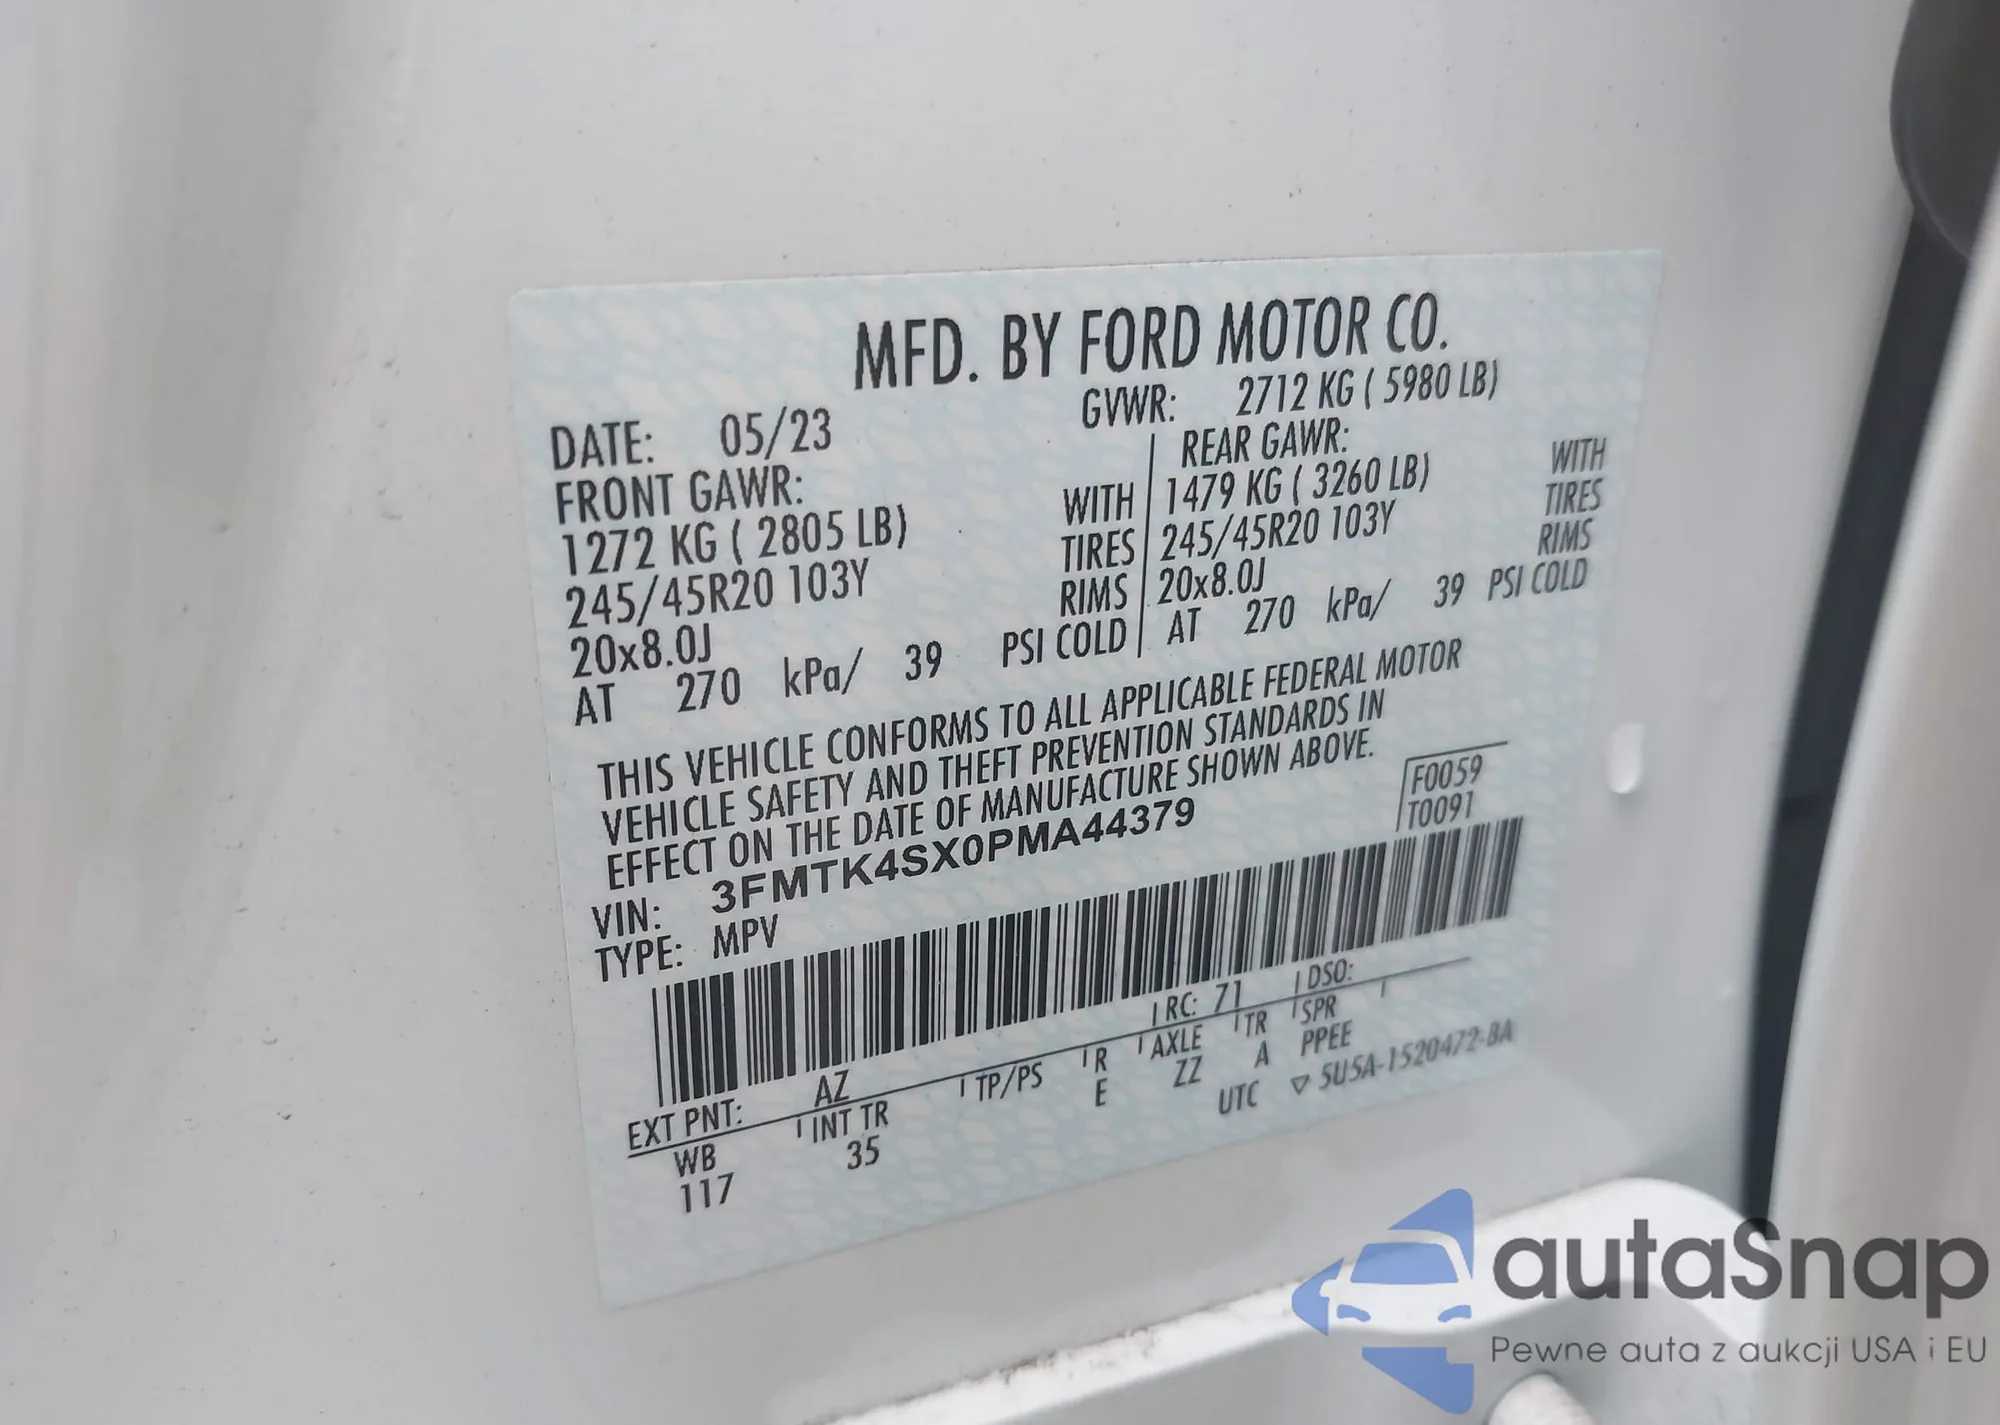 MFD. BY FORD MOTOR CO.
DATE: 05/23 GVWR: 2712 KG ( 5980 LB)
FRONT GAWR: REAR GAWR:
1272 KG ( 2805 LB) WITH 1479 KG ( 3260 LB) WITH
245/45R20 103Y TIRES 245/45R20 103Y TIRES
20x8.0J RIMS 20x8.0J RIMS
AT 270 kPa/ 39 PSI COLD AT 270 kPa/ 39 PSI COLD
THIS VEHICLE CONFORMS TO ALL APPLICABLE FEDERAL MOTOR
VEHICLE SAFETY AND THEFT PREVENTION STANDARDS IN
EFFECT ON THE DATE OF MANUFACTURE SHOWN ABOVE.
F0059
T0091
VIN: 3FMTK4SX0PMA44379
TYPE: MPV
EXT PNT: AZ RC: 71 DSO:
WB INT TR TP/PS R AXLE TR SPR
117 35 E ZZ A PPEE
UTC ▽ 5U5A-1520472-BA
autaSnap
Pewne auta z aukcji USA i EU